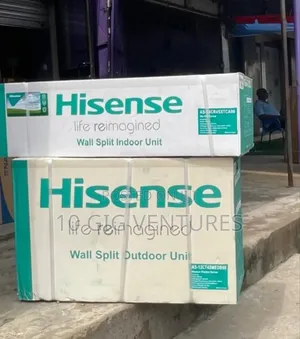 Hisense
life reimagined
Wall Split Indoor Unit
Hisense
10 GIG VENTURES
life reimagined
Wall Split Outdoor Unit